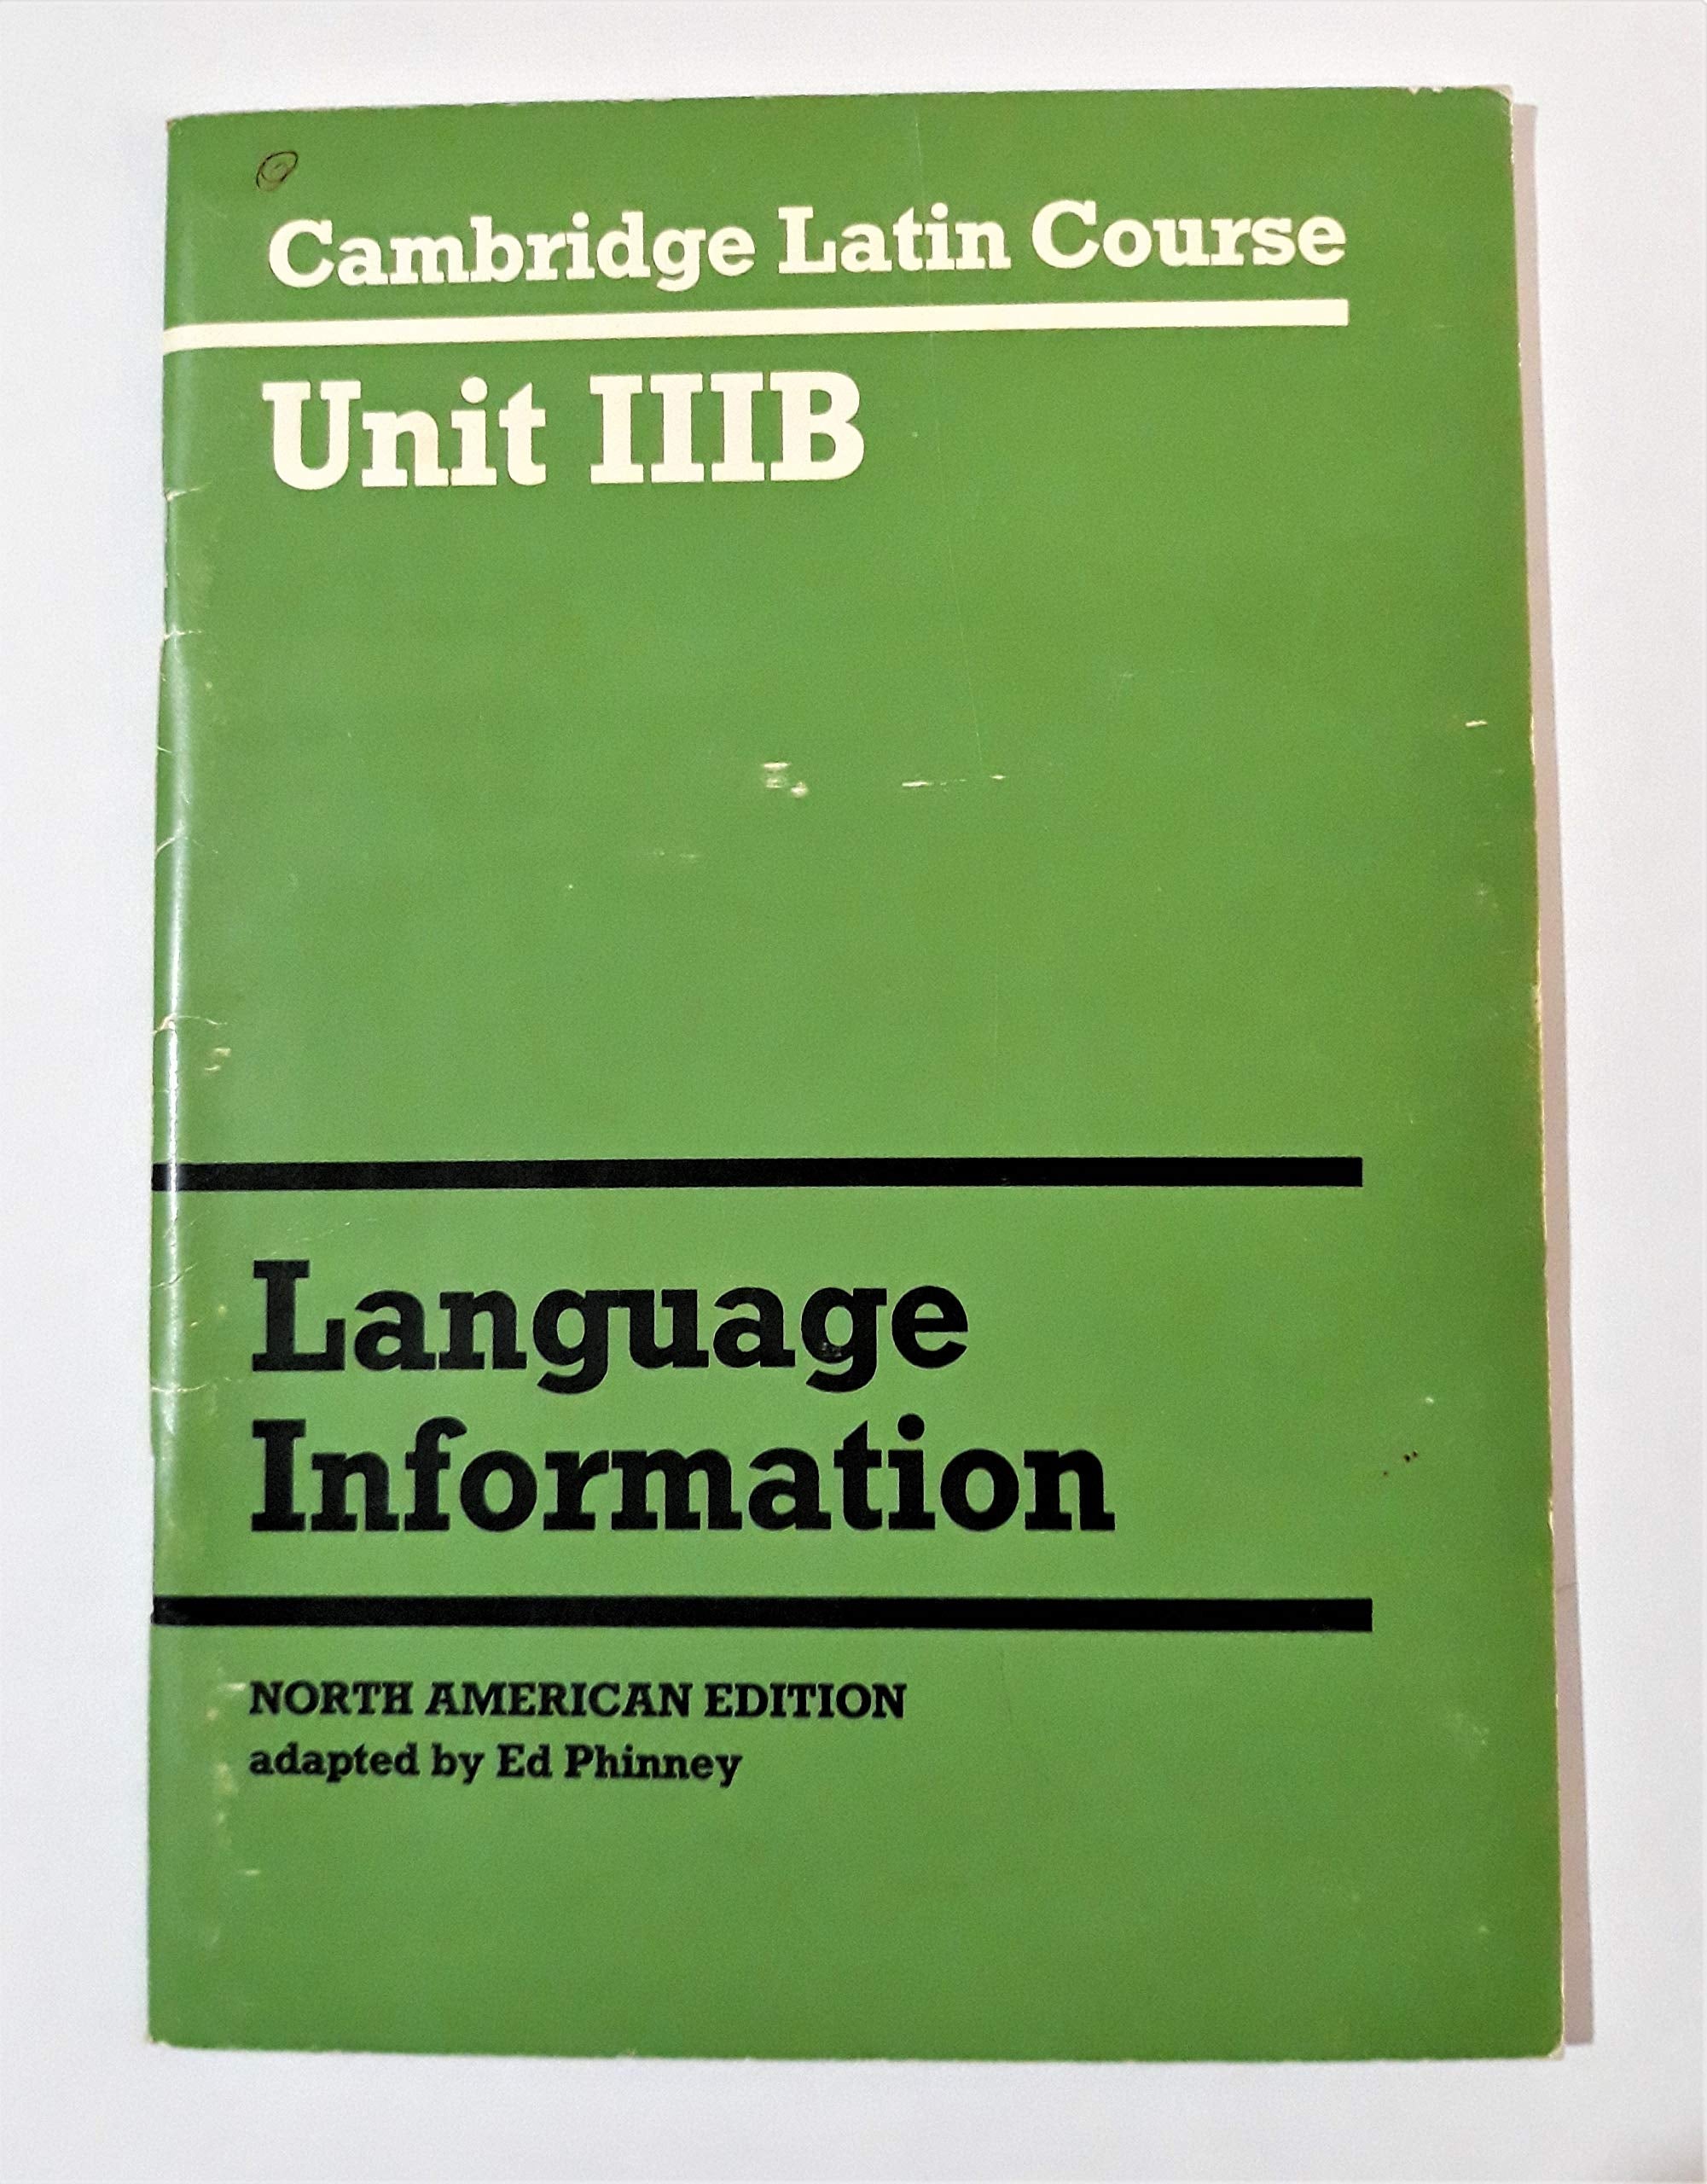 Cambridge Latin Course
Unit IIIB
Language
Information
NORTH AMERICAN EDITION
adapted by Ed Phinney